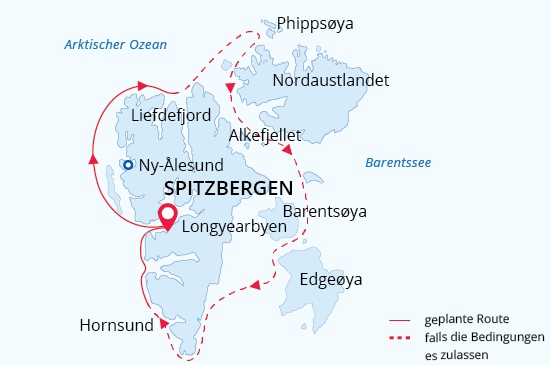 Phippsøya
Arktischer Ozean
Nordaustlandet
Liefdefjord
Alkefjellet
Ny-Ålesund
Barentssee
SPITZBERGEN
Barentsøya
Longyearbyen
Edgeøya
Hornsund
geplante Route
falls die Bedingungen
es zulassen